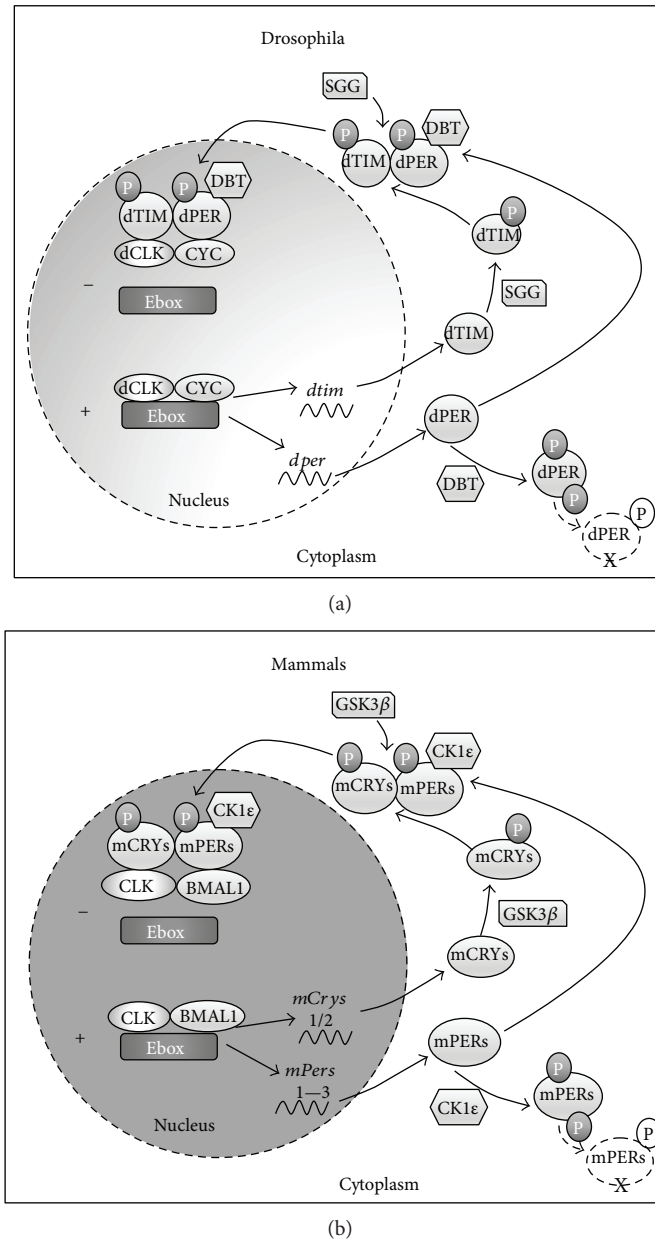 Drosophila
SGG
P
P
DBT
dTIM
dPER
P
P
DBT
dTIM
dPER
dCLK
CYC
P
dTIM
–
Ebox
SGG
dTIM
dCLK
CYC
dtim
+
Ebox
dPER
dper
P
dPER
DBT
P
Nucleus
P
dPER
X
Cytoplasm
(a)
Mammals
GSK3β
P
P
CK1ε
mCRYs
mPERs
P
P
CK1ε
mCRYs
mPERs
P
mCRYs
CLK
BMAL1
–
Ebox
GSK3β
mCRYs
mCrys
1/2
CLK
BMAL1
+
Ebox
mPERs
mPers
1—3
P
mPERs
CK1ε
P
Nucleus
P
mPERs
X
Cytoplasm
(b)